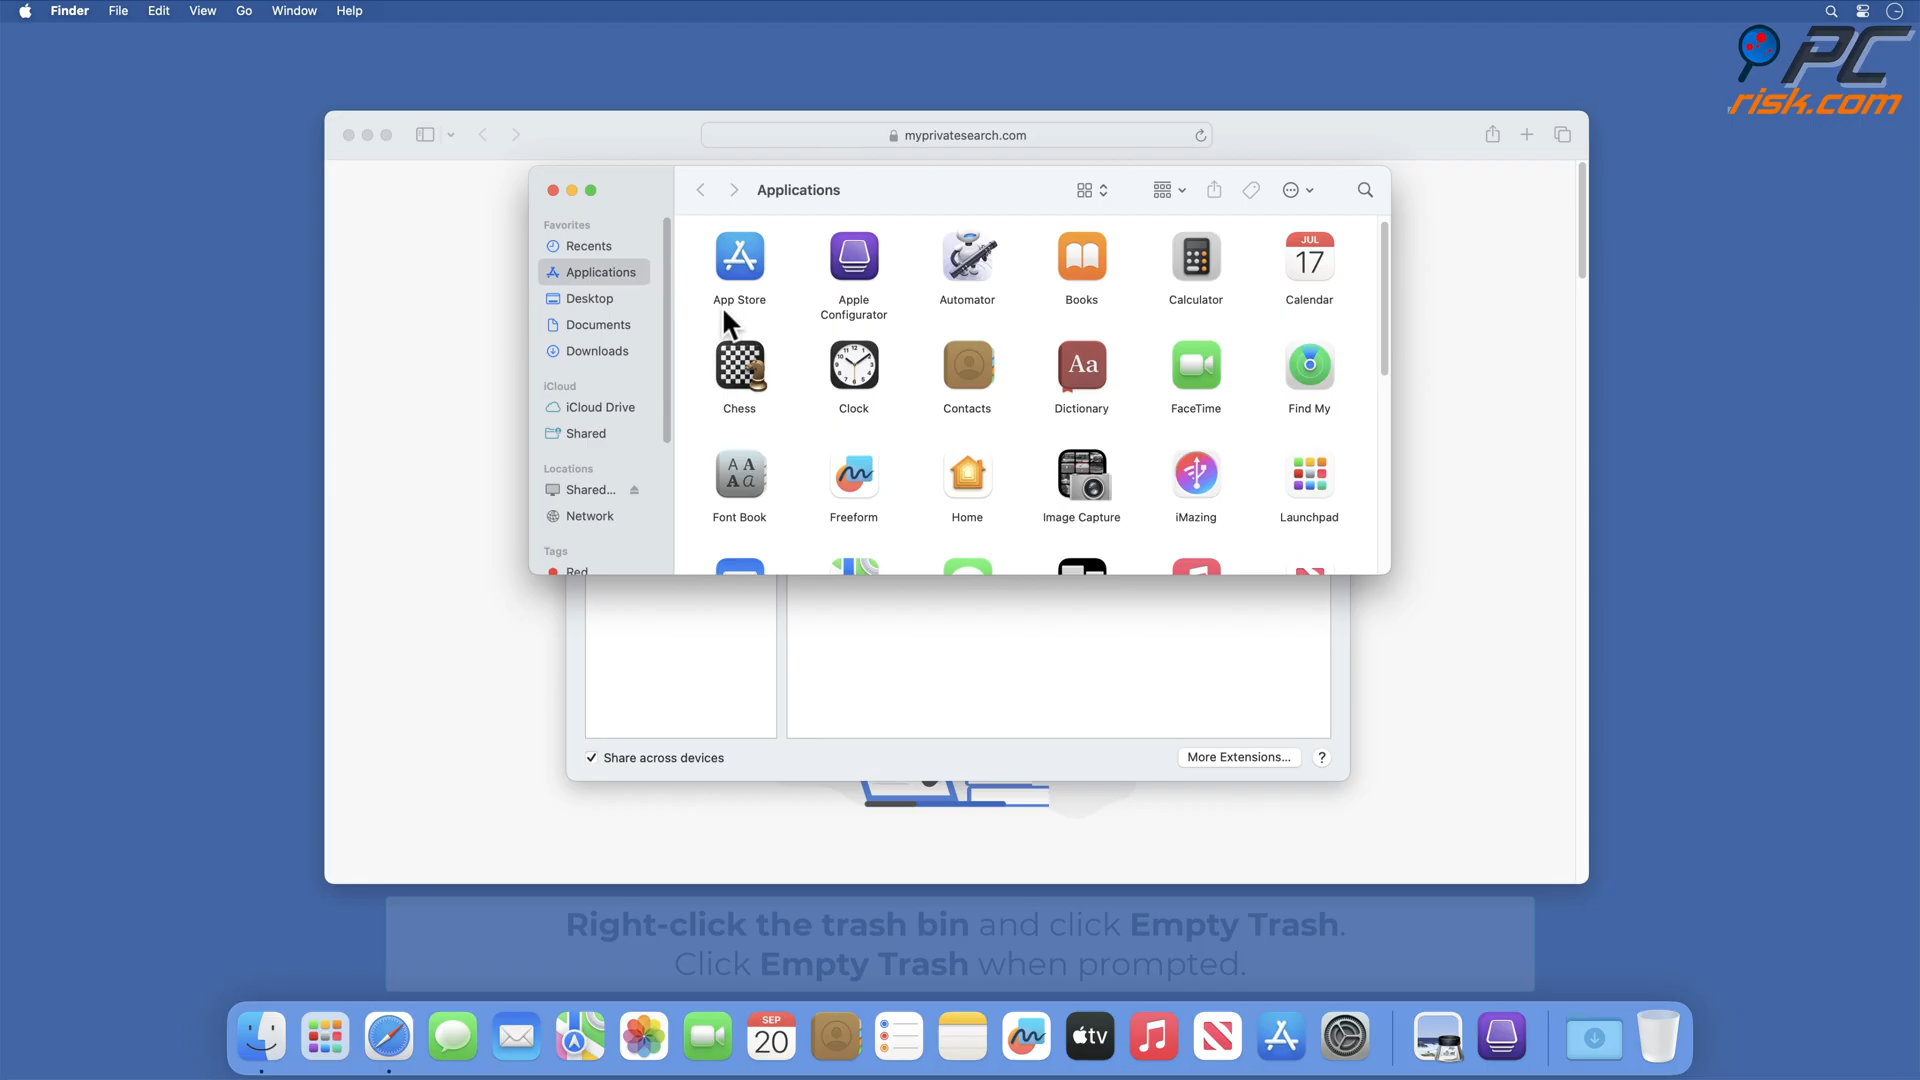 Finder File Edit View Go Window Help
PC
risk.com
myprivatesearch.com
Applications
Favorites
Recents
Applications
Desktop
Documents
Downloads
iCloud
iCloud Drive
Shared
Locations
Shared...
Network
Tags
Red
JUL
17
App Store
Apple
Configurator
Automator
Books
Calculator
Calendar
Aa
Chess
Clock
Contacts
Dictionary
FaceTime
Find My
A A
A a
Font Book
Freeform
Home
Image Capture
iMazing
Launchpad
Share across devices
More Extensions...
?
Right-click the trash bin and click Empty Trash.
Click Empty Trash when prompted.
SEP
20
tv